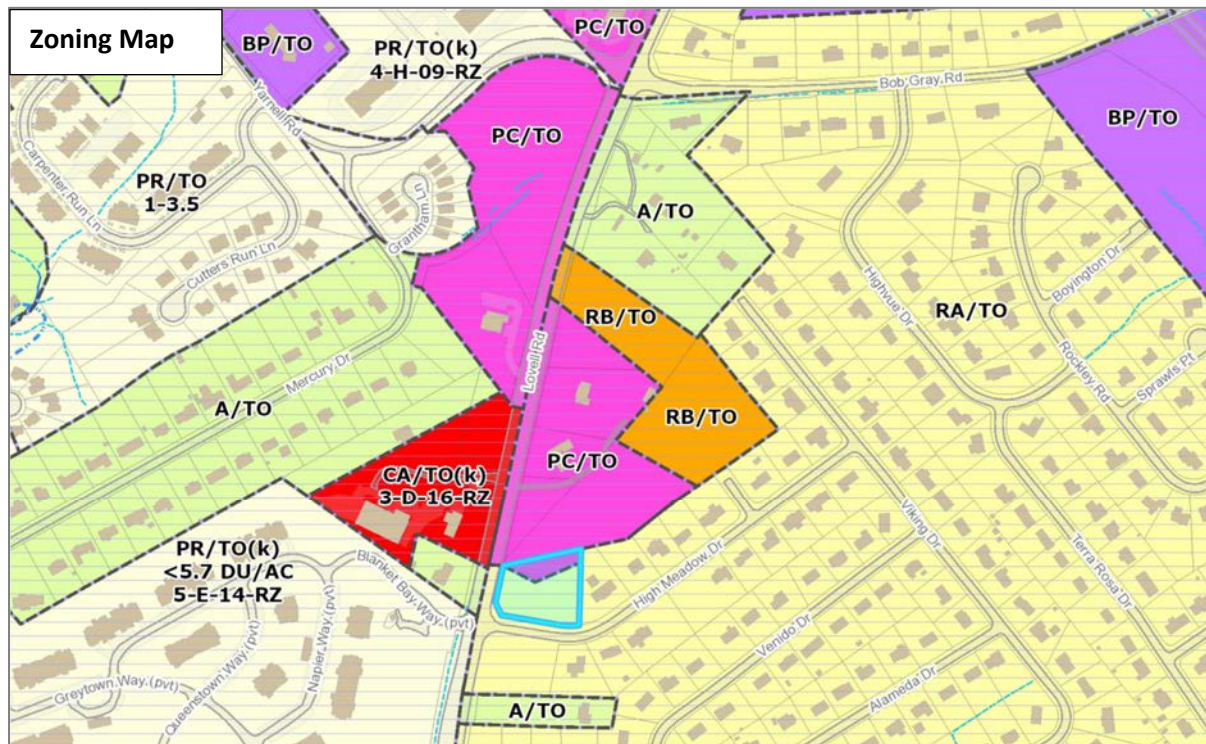 Zoning Map
BP/TO
PR/TO(k)
4-H-09-RZ
PC/TO
Bob Gray Rd
Yarnell Rd
PC/TO
BP/TO
Carpenter Run Ln
PR/TO
1-3.5
Grantham Ln
A/TO
Cutters Run Ln
Highvue Dr
Boyington Dr
RA/TO
RB/TO
Rockley Rd
Sprawls Pt
Lovell Rd
Mercury Dr
A/TO
RB/TO
PC/TO
CA/TO(k)
3-D-16-RZ
Viking Dr
Terra Rosa Dr
PR/TO(k)
<5.7 DU/AC
5-E-14-RZ
Blanket Bay Way (pvt)
High Meadow Dr
Venido Dr
Napier Way (pvt)
Queenstown Way (pvt)
Greytown Way (pvt)
Alameda Dr
A/TO